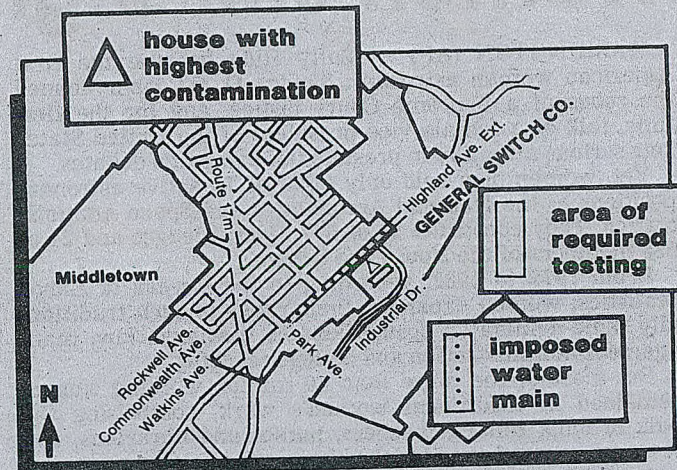 house with
highest
contamination
Route 17m
Highland Ave. Ext.
GENERAL SWITCH CO.
area of
required
testing
Middletown
Industrial Dr.
Park Ave.
Rockwell Ave.
Commonwealth Ave.
Watkins Ave.
imposed
water
main
N